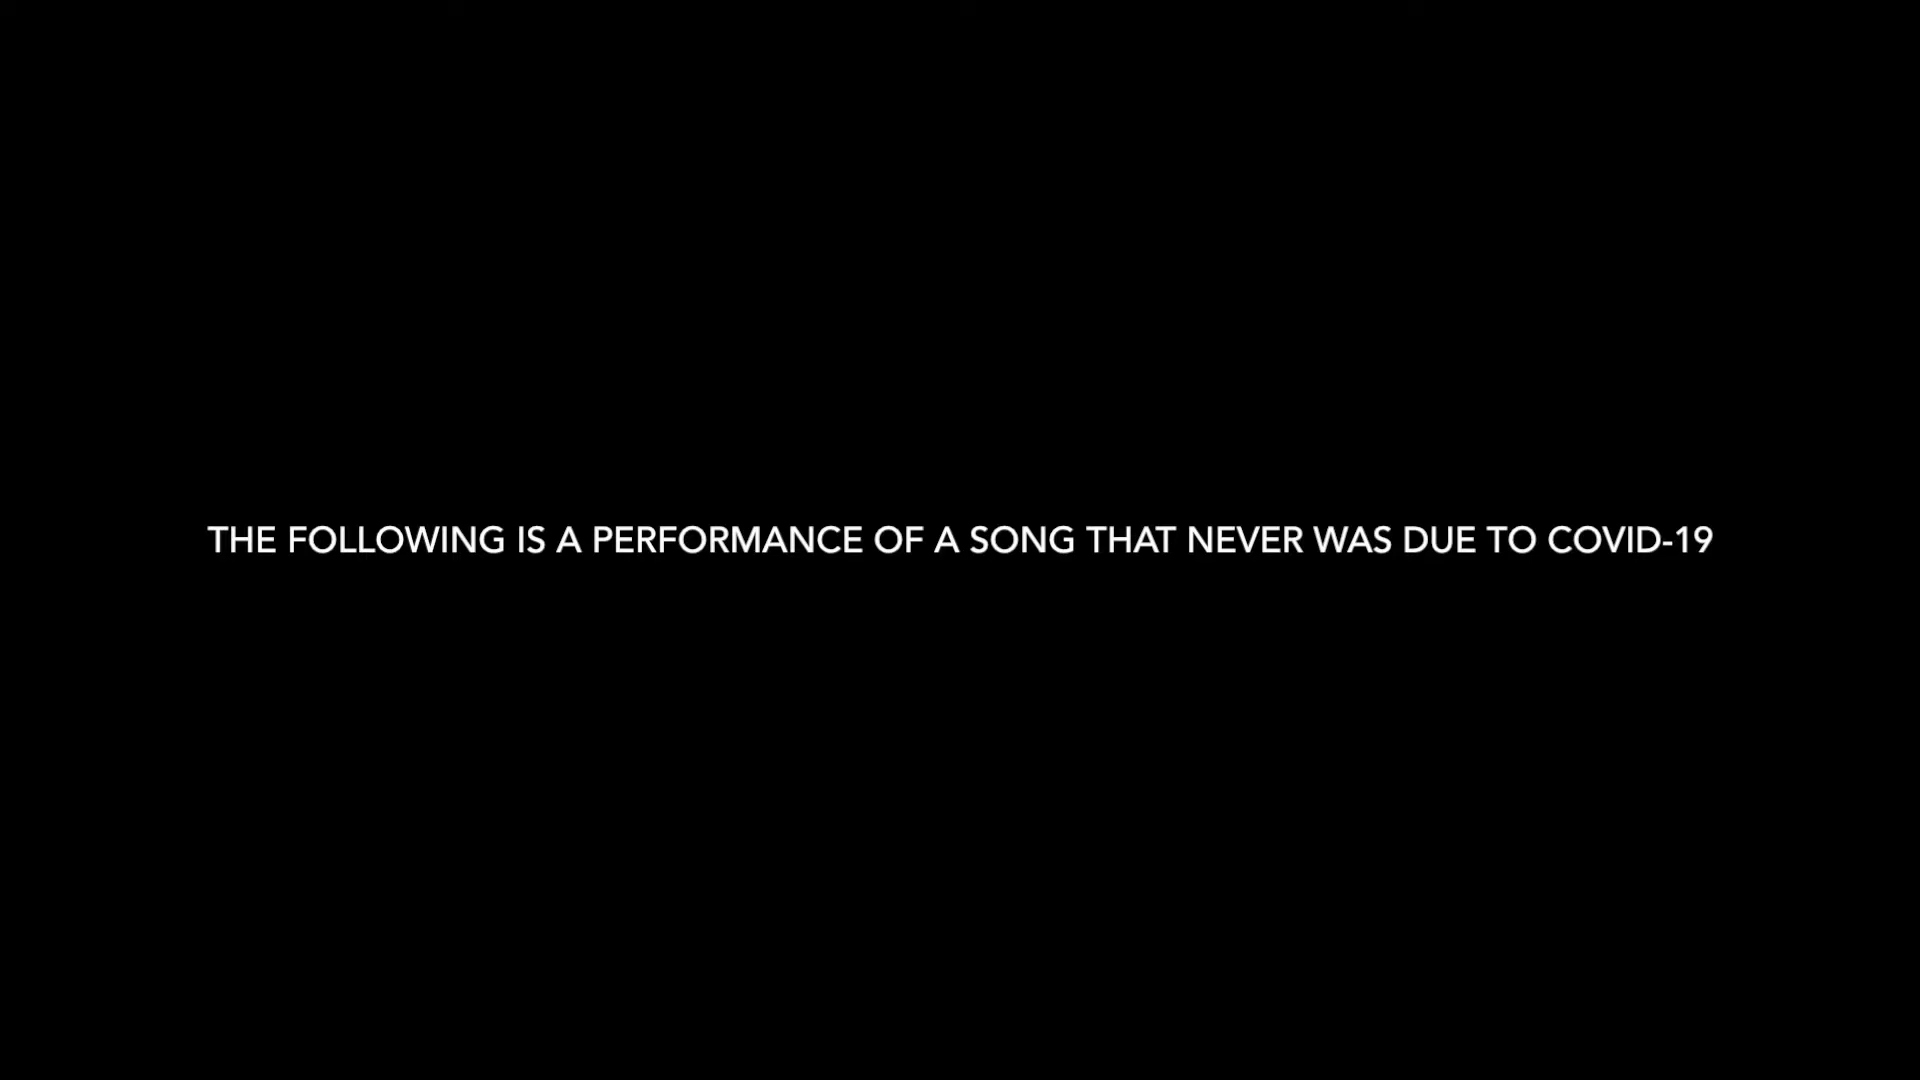 THE FOLLOWING IS A PERFORMANCE OF A SONG THAT NEVER WAS DUE TO COVID-19